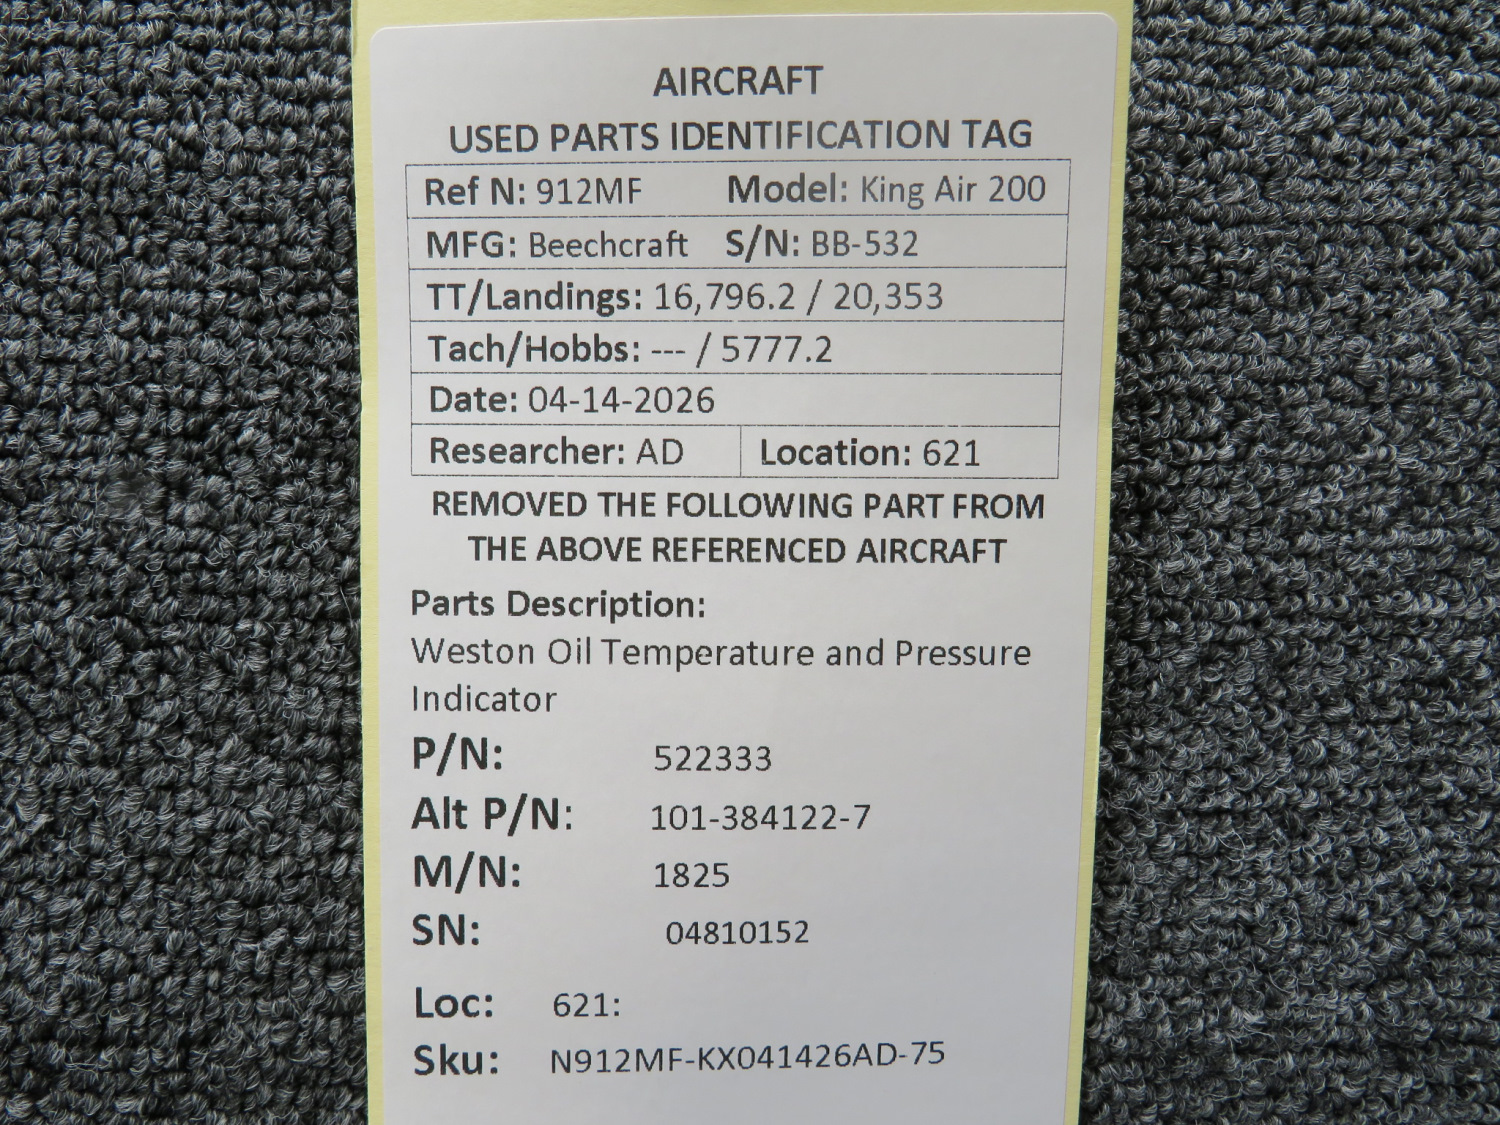 AIRCRAFT
USED PARTS IDENTIFICATION TAG
Ref N: 912MF Model: King Air 200
MFG: Beechcraft S/N: BB-532
TT/Landings: 16,796.2 / 20,353
Tach/Hobbs: --- / 5777.2
Date: 04-14-2026
Researcher: AD Location: 621
REMOVED THE FOLLOWING PART FROM
THE ABOVE REFERENCED AIRCRAFT
Parts Description:
Weston Oil Temperature and Pressure
Indicator
P/N: 522333
Alt P/N: 101-384122-7
M/N: 1825
SN: 04810152
Loc: 621:
Sku: N912MF-KX041426AD-75